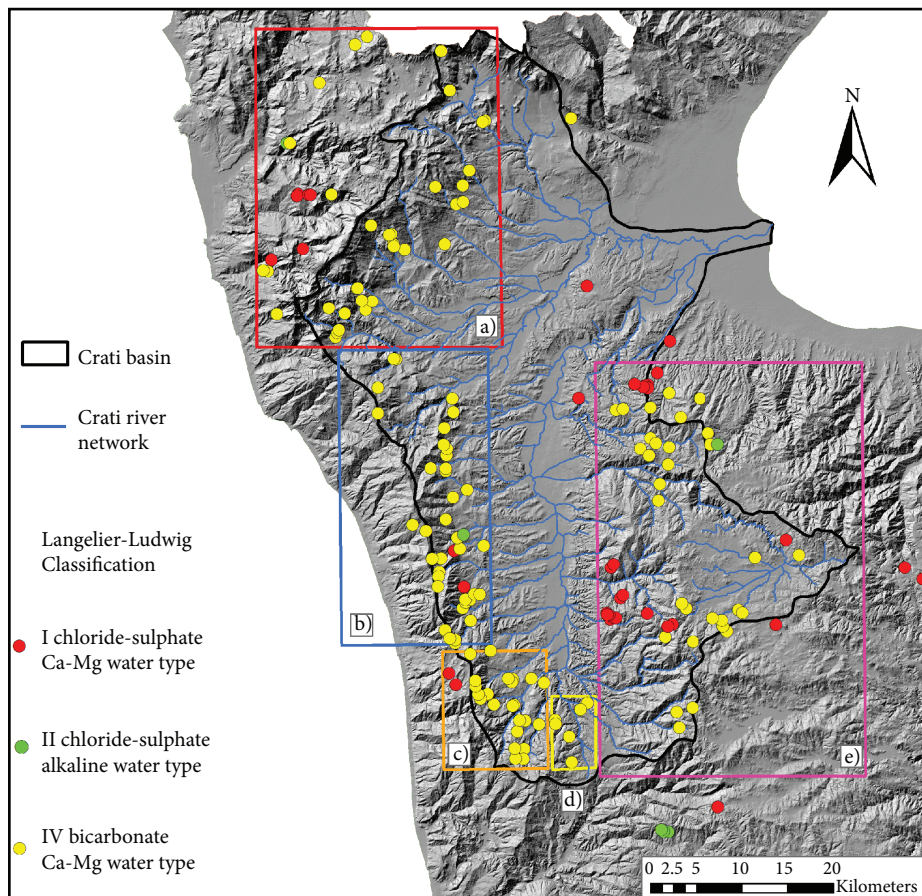 N
a)
Crati basin
Crati river
network
Langelier-Ludwig
Classification
b)
I chloride-sulphate
Ca-Mg water type
c)
e)
II chloride-sulphate
alkaline water type
d)
IV bicarbonate
Ca-Mg water type
0 2.5 5 10 15 20
Kilometers